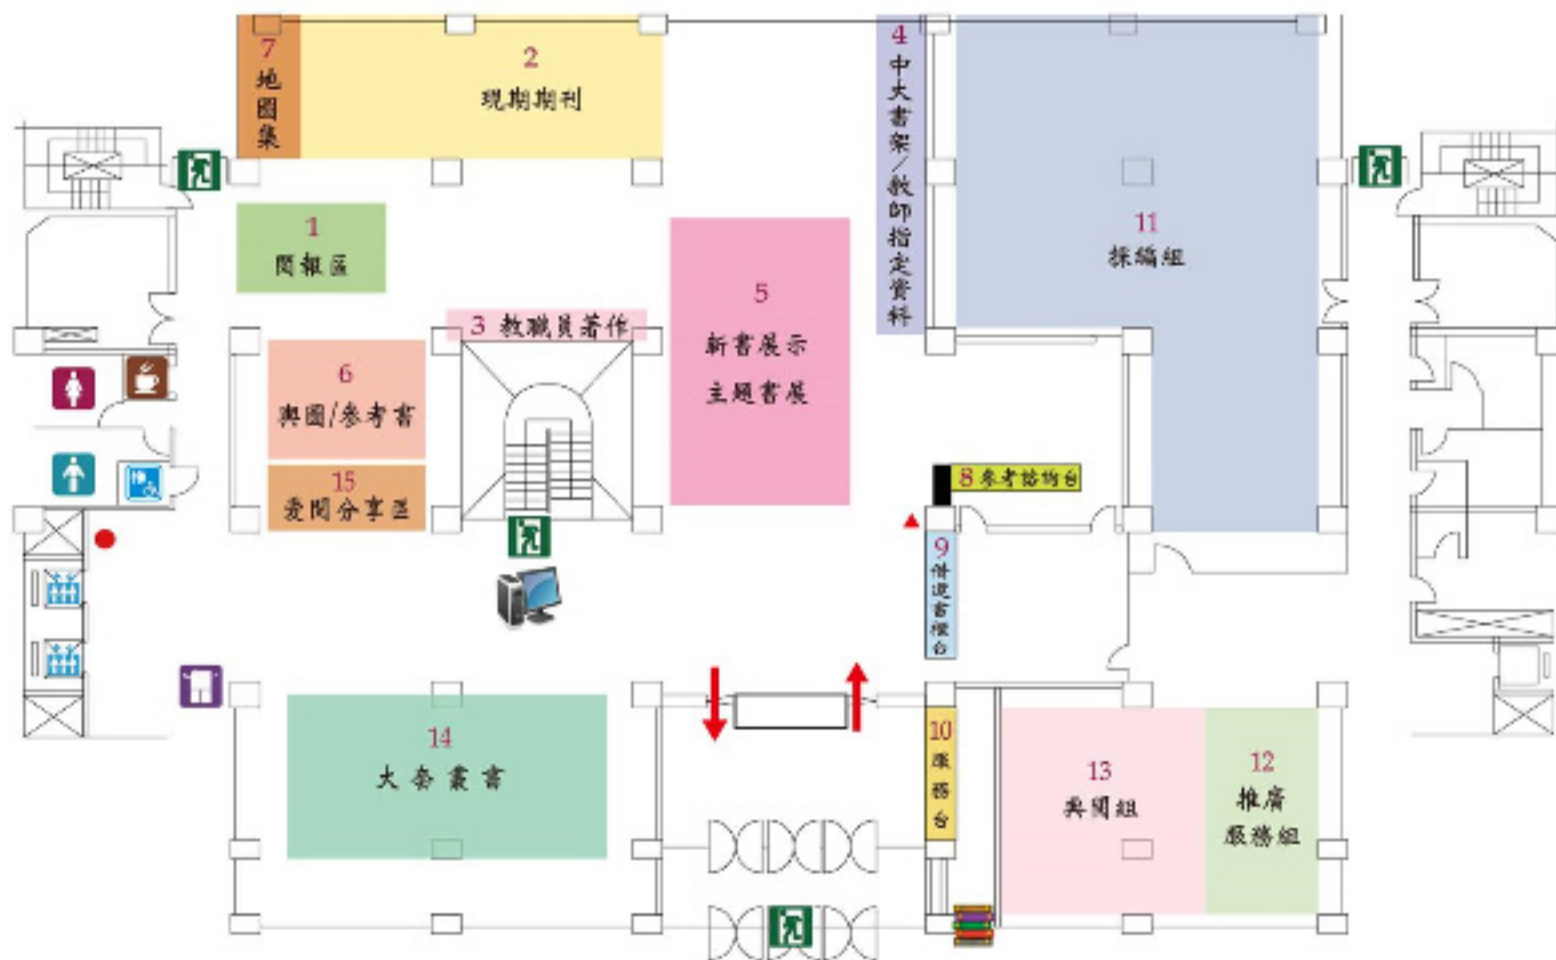 7
地圖集
2
現期期刊
4
中大書架/教師指定資料
1
閱報區
11
採編組
5
新書展示
主題書展
3 教職員著作
6
輿圖/參考書
15
愛閱分享區
8 參考諮詢台
9
借還書櫃台
10
服務台
14
大套叢書
13
典閱組
12
推廣
服務組